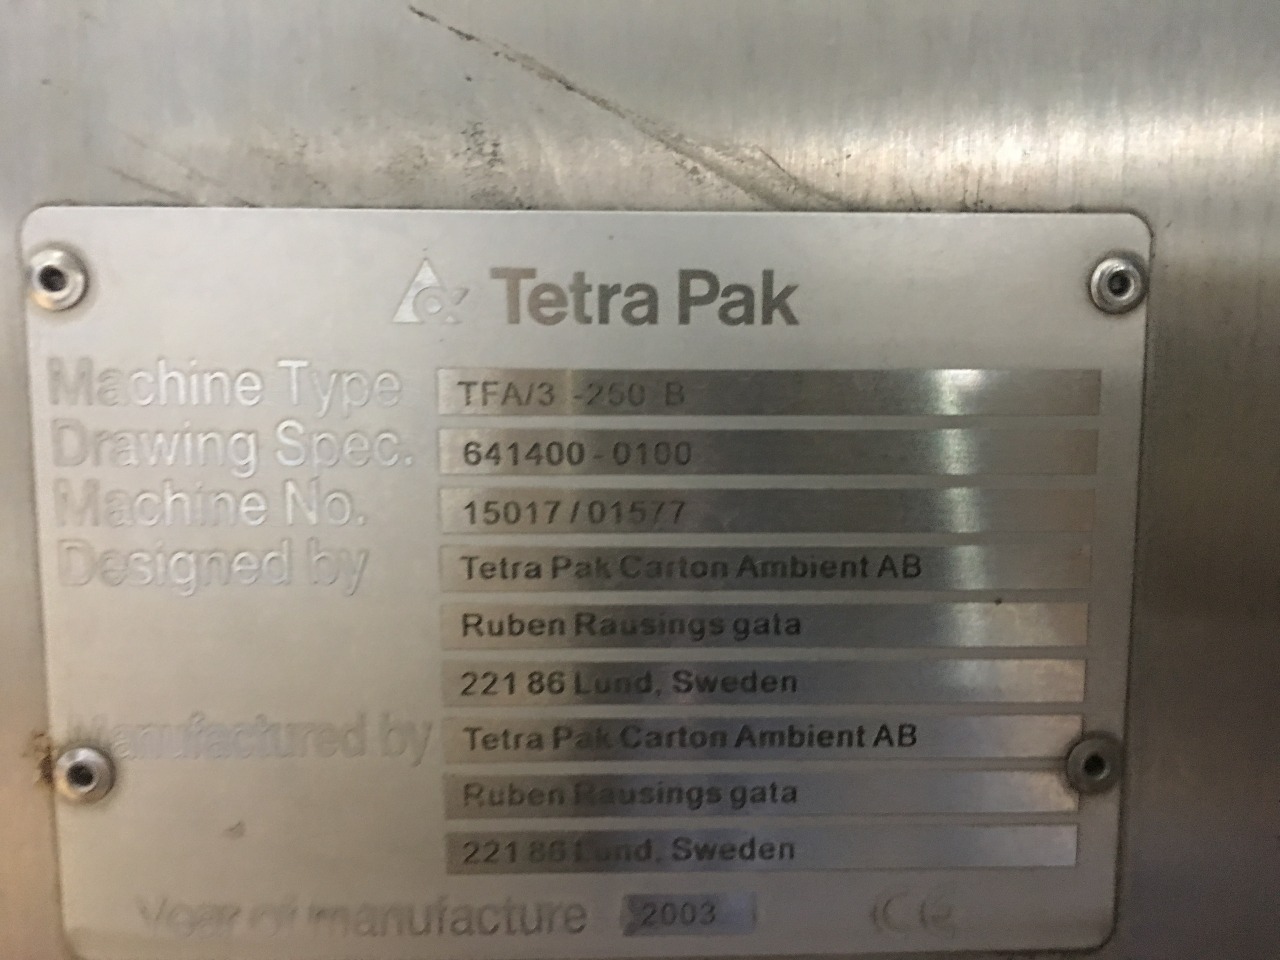 Tetra Pak
Machine Type TFA/3 -250 B
Drawing Spec. 641400-0100
Machine No. 15017/01577
Designed by Tetra Pak Carton Ambient AB
Ruben Rausings gata
221 86 Lund, Sweden
Manufactured by Tetra Pak Carton Ambient AB
Ruben Rausings gata
221 86 Lund, Sweden
Year of manufacture 2003 CE